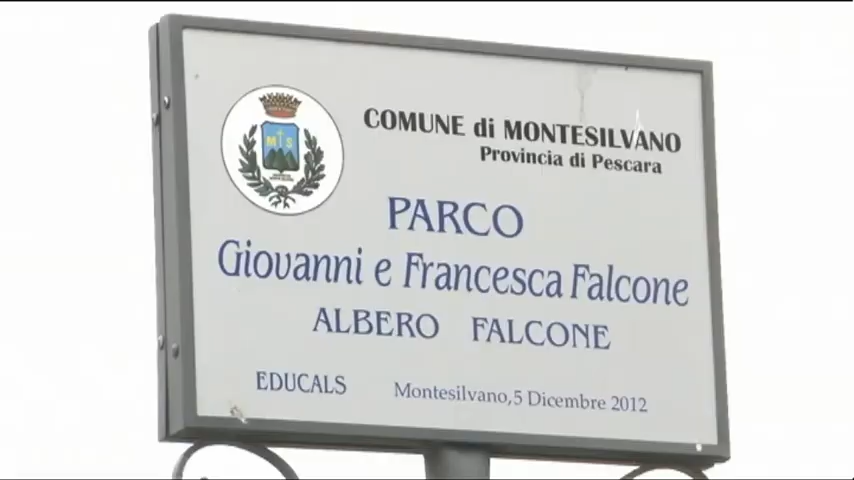 COMUNE di MONTESILVANO
Provincia di Pescara
M S
PARCO
Giovanni e Francesca Falcone
ALBERO FALCONE
EDUCALS Montesilvano, 5 Dicembre 2012